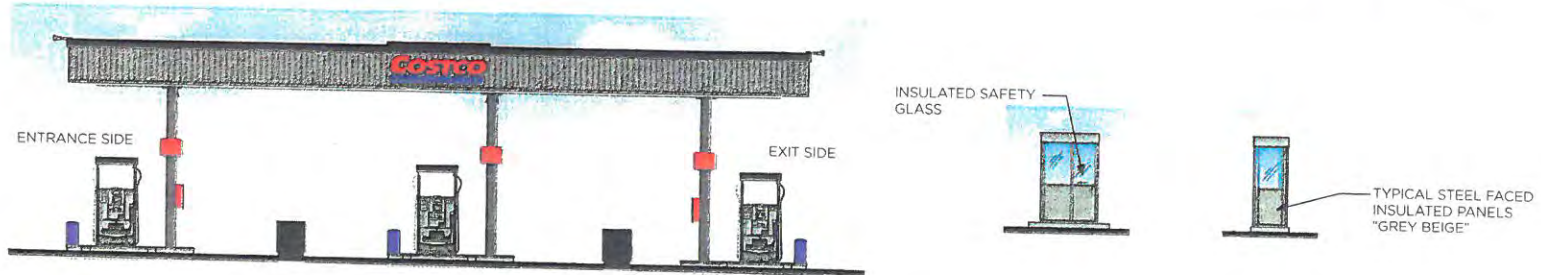 COSTCO
ENTRANCE SIDE
EXIT SIDE
INSULATED SAFETY
GLASS
TYPICAL STEEL FACED
INSULATED PANELS
"GREY BEIGE"